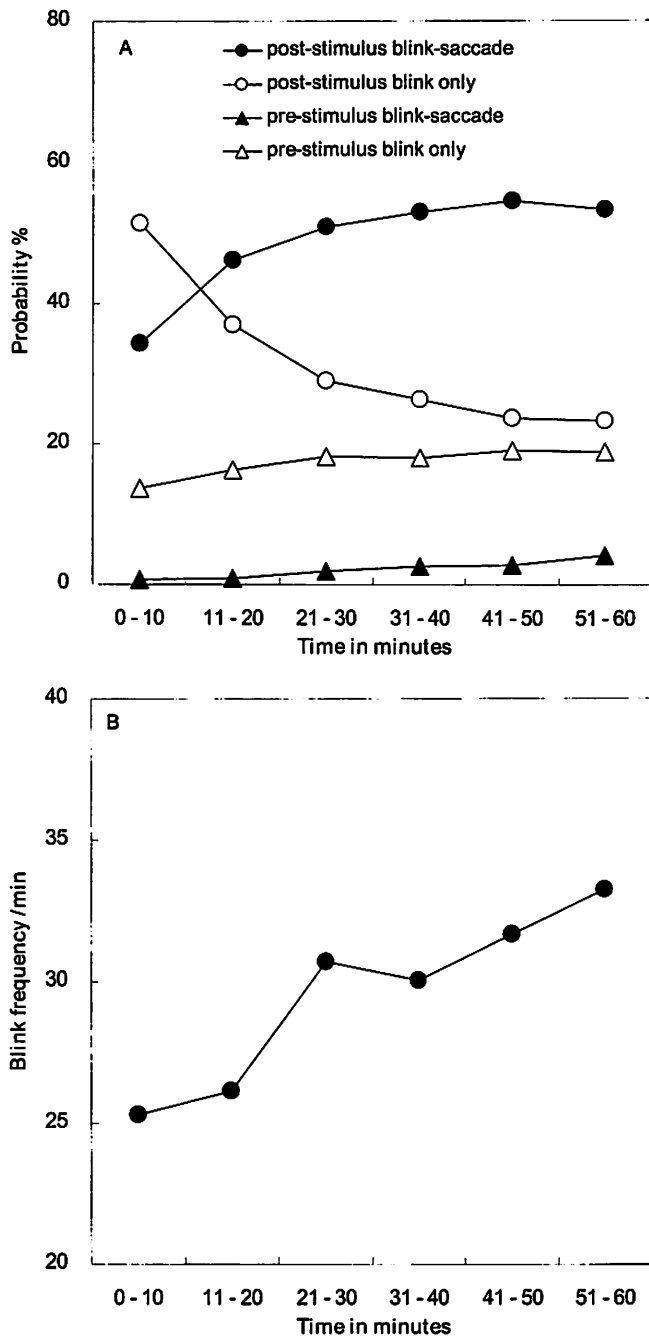 80
A
post-stimulus blink-saccade
post-stimulus blink only
pre-stimulus blink-saccade
pre-stimulus blink only
60
40
20
0
Probability %
0 - 10 11 - 20 21 - 30 31 - 40 41 - 50 51 - 60
Time in minutes
40
B
35
30
25
20
Blink frequency /min
0 - 10 11 - 20 21 - 30 31 - 40 41 - 50 51 - 60
Time in minutes